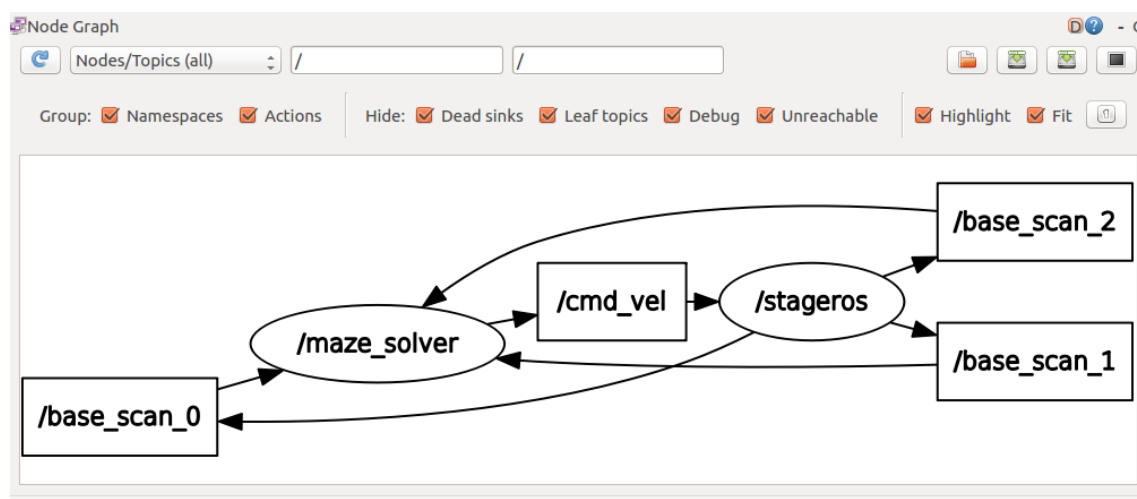 Node Graph
D ? -
Nodes/Topics (all) / /
Group: Namespaces Actions Hide: Dead sinks Leaf topics Debug Unreachable Highlight Fit
/base_scan_2
/cmd_vel /stageros
/maze_solver
/base_scan_1
/base_scan_0